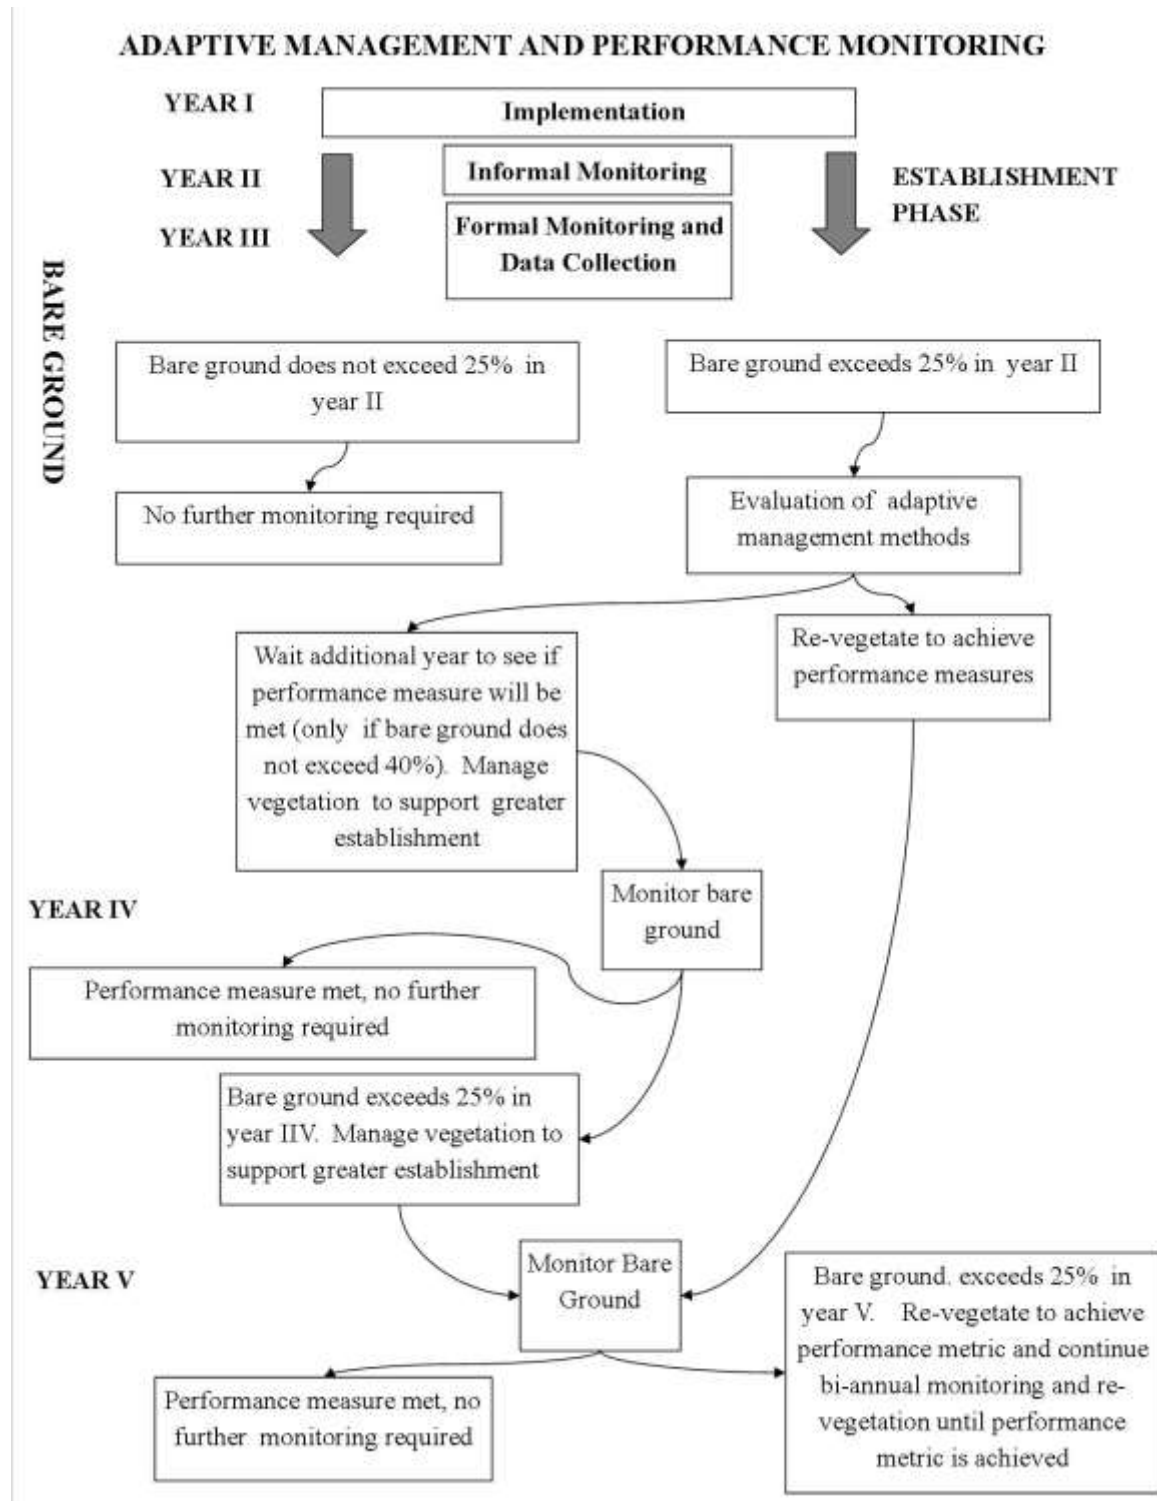 ADAPTIVE MANAGEMENT AND PERFORMANCE MONITORING
YEAR I
Implementation
YEAR II
Informal Monitoring
ESTABLISHMENT
PHASE
YEAR III
Formal Monitoring and
Data Collection
BARE GROUND
Bare ground does not exceed 25% in
year II
Bare ground exceeds 25% in year II
No further monitoring required
Evaluation of adaptive
management methods
Wait additional year to see if
performance measure will be
met (only if bare ground does
not exceed 40%). Manage
vegetation to support greater
establishment
Re-vegetate to achieve
performance measures
Monitor bare
ground
YEAR IV
Performance measure met, no further
monitoring required
Bare ground exceeds 25% in
year IIV. Manage vegetation to
support greater establishment
YEAR V
Monitor Bare
Ground
Bare ground. exceeds 25% in
year V. Re-vegetate to achieve
performance metric and continue
bi-annual monitoring and re-
vegetation until performance
metric is achieved
Performance measure met, no
further monitoring required